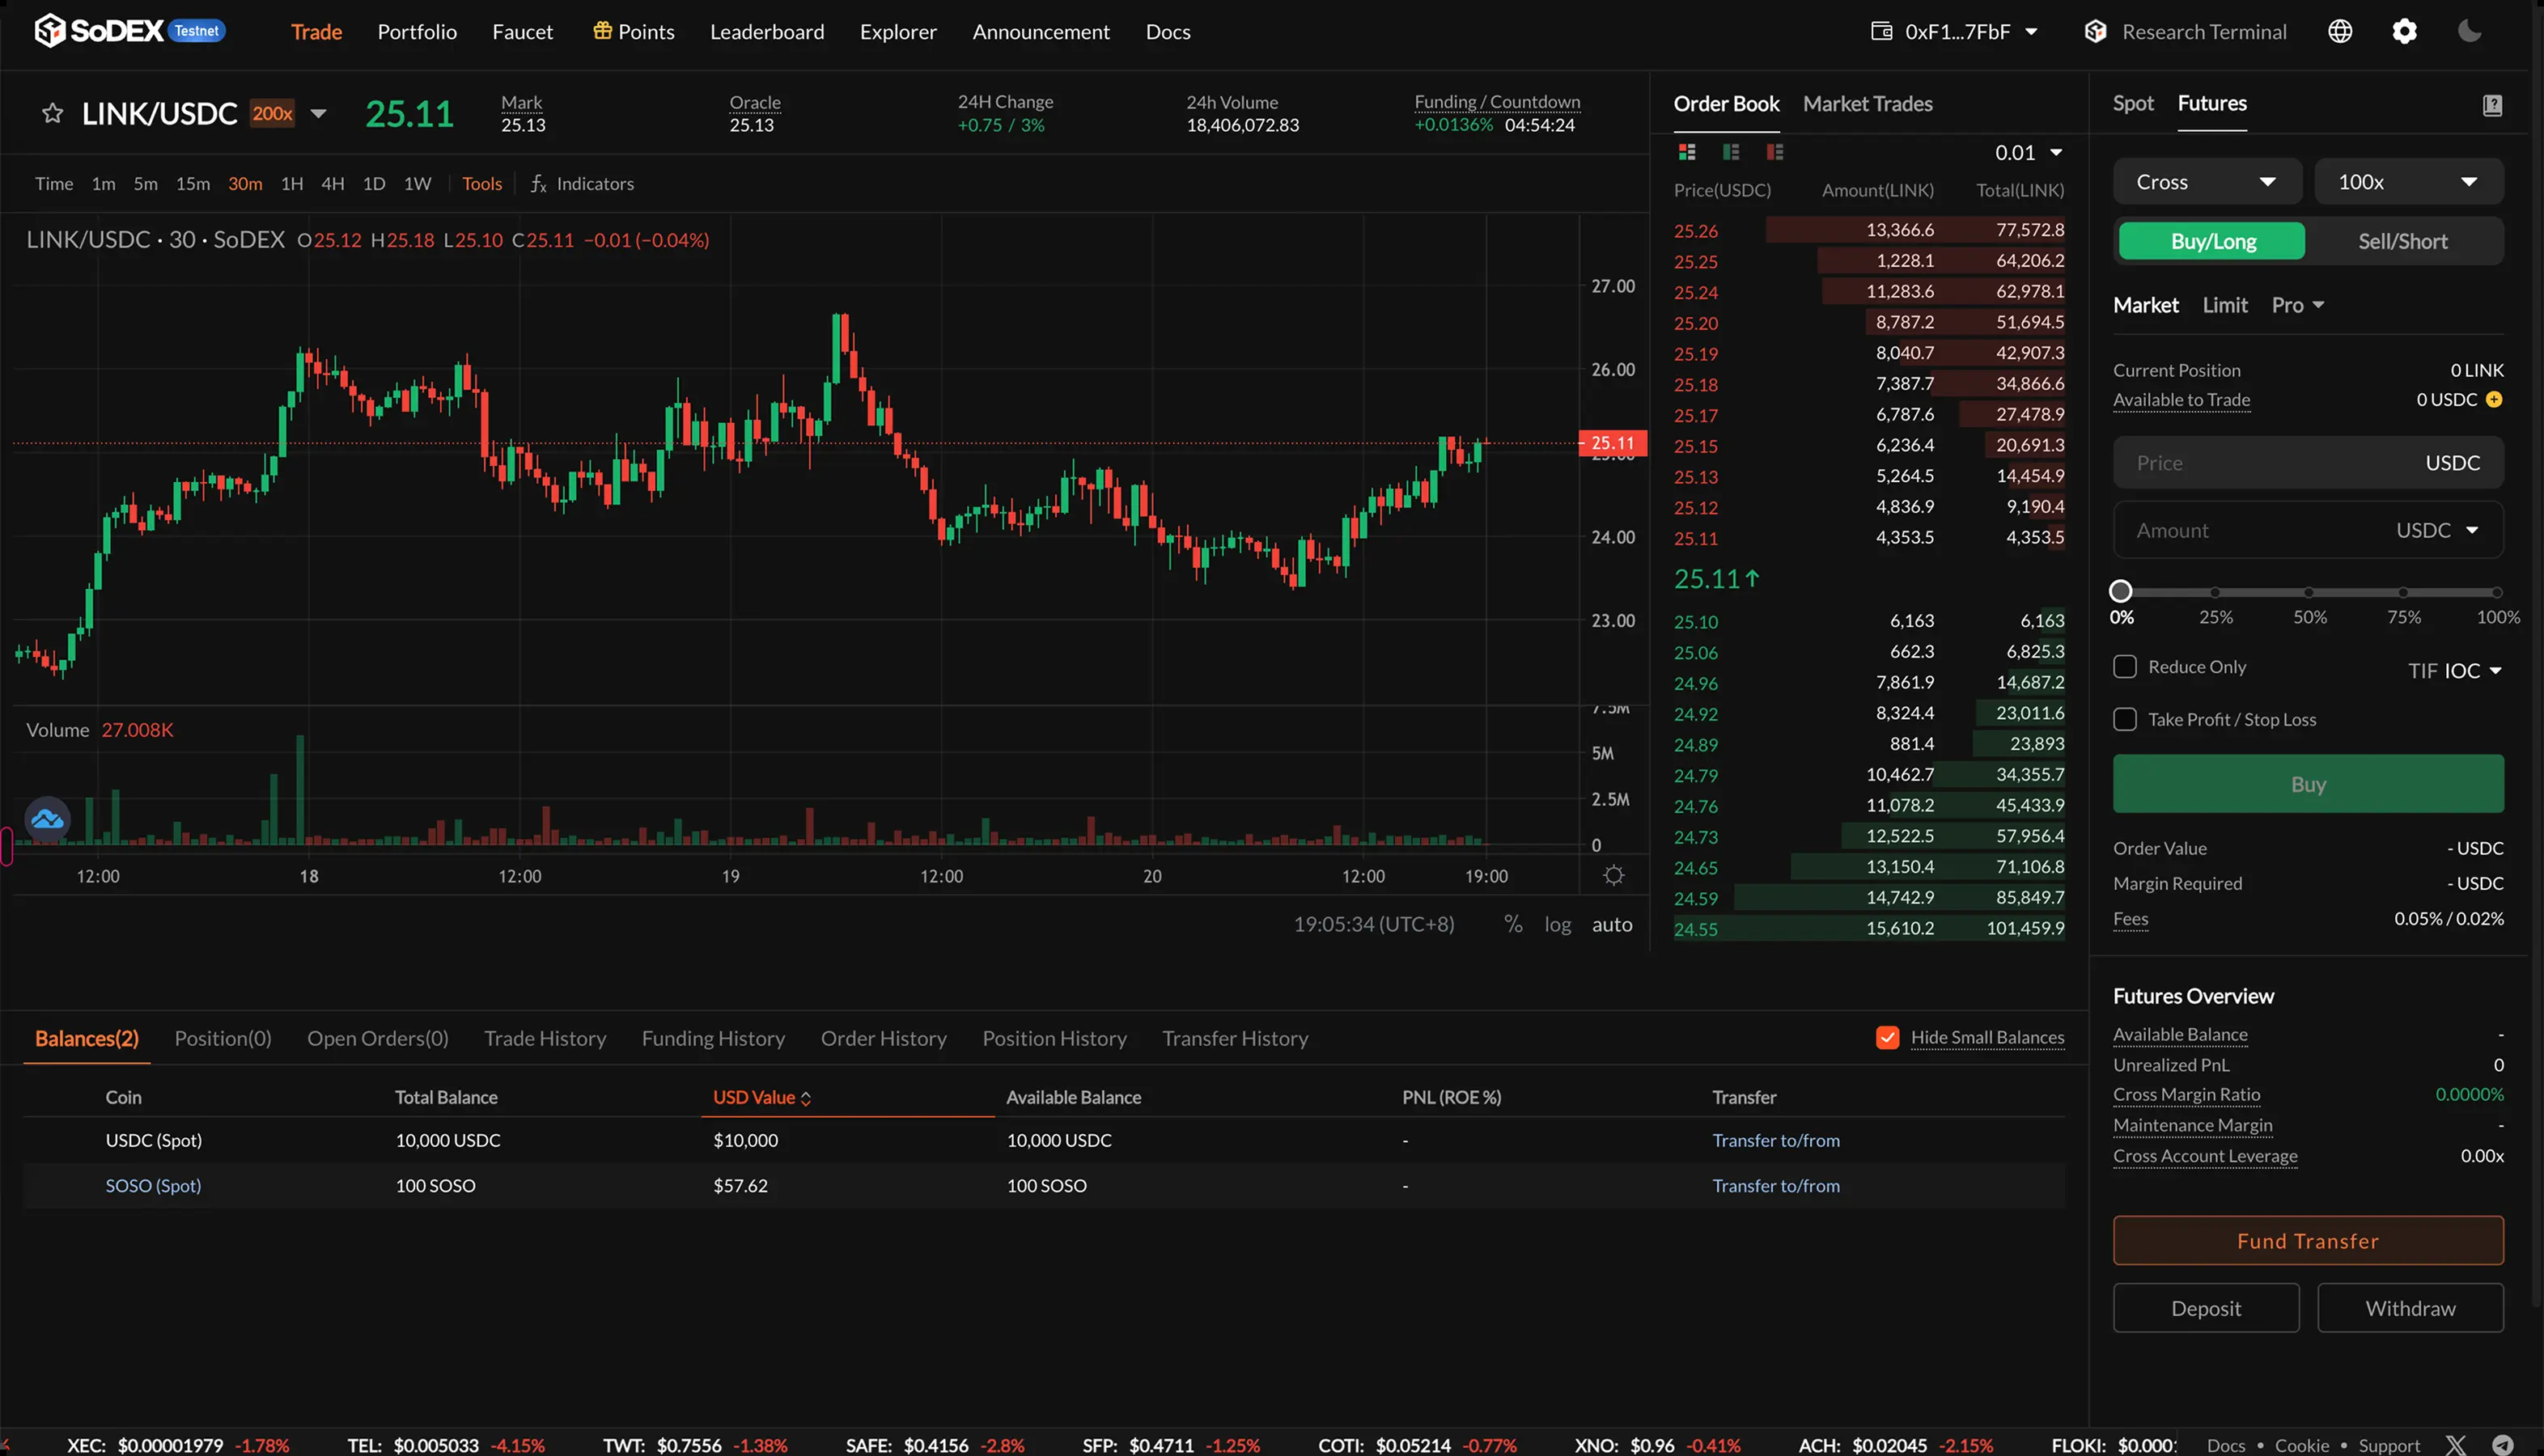 SoDEX Testnet Trade Portfolio Faucet Points Leaderboard Explorer Announcement Docs 0xF1...7FbF Research Terminal
LINK/USDC 200x 25.11
Mark
25.13
Oracle
25.13
24H Change
+0.75 / 3%
24h Volume
18,406,072.83
Funding / Countdown
+0.0136% 04:54:24
Time 1m 5m 15m 30m 1H 4H 1D 1W Tools Indicators
LINK/USDC · 30 · SoDEX O25.12 H25.18 L25.10 C25.11 −0.01 (−0.04%)
27.00
26.00
25.11
24.00
23.00
Volume 27.008K
7.5M
5M
2.5M
0
12:00 18 12:00 19 12:00 20 12:00 19:00
19:05:34 (UTC+8) % log auto
Order Book Market Trades
0.01
Price(USDC) Amount(LINK) Total(LINK)
25.26 13,366.6 77,572.8
25.25 1,228.1 64,206.2
25.24 11,283.6 62,978.1
25.20 8,787.2 51,694.5
25.19 8,040.7 42,907.3
25.18 7,387.7 34,866.6
25.17 6,787.6 27,478.9
25.15 6,236.4 20,691.3
25.13 5,264.5 14,454.9
25.12 4,836.9 9,190.4
25.11 4,353.5 4,353.5
25.11↑
25.10 6,163 6,163
25.06 662.3 6,825.3
24.96 7,861.9 14,687.2
24.92 8,324.4 23,011.6
24.89 881.4 23,893
24.79 10,462.7 34,355.7
24.76 11,078.2 45,433.9
24.73 12,522.5 57,956.4
24.65 13,150.4 71,106.8
24.59 14,742.9 85,849.7
24.55 15,610.2 101,459.9
Spot Futures
Cross 100x
Buy/Long Sell/Short
Market Limit Pro
Current Position 0 LINK
Available to Trade 0 USDC
Price USDC
Amount USDC
0% 25% 50% 75% 100%
Reduce Only TIF IOC
Take Profit / Stop Loss
Buy
Order Value - USDC
Margin Required - USDC
Fees 0.05% / 0.02%
Futures Overview
Available Balance -
Unrealized PnL 0
Cross Margin Ratio 0.0000%
Maintenance Margin -
Cross Account Leverage 0.00x
Fund Transfer
Deposit Withdraw
Balances(2) Position(0) Open Orders(0) Trade History Funding History Order History Position History Transfer History Hide Small Balances
Coin Total Balance USD Value Available Balance PNL (ROE %) Transfer
USDC (Spot) 10,000 USDC $10,000 10,000 USDC - Transfer to/from
SOSO (Spot) 100 SOSO $57.62 100 SOSO - Transfer to/from
XEC: $0.00001979 -1.78% TEL: $0.005033 -4.15% TWT: $0.7556 -1.38% SAFE: $0.4156 -2.8% SFP: $0.4711 -1.25% COTI: $0.05214 -0.77% XNO: $0.96 -0.41% ACH: $0.02045 -2.15% FLOKI: $0.000 Docs • Cookie • Support